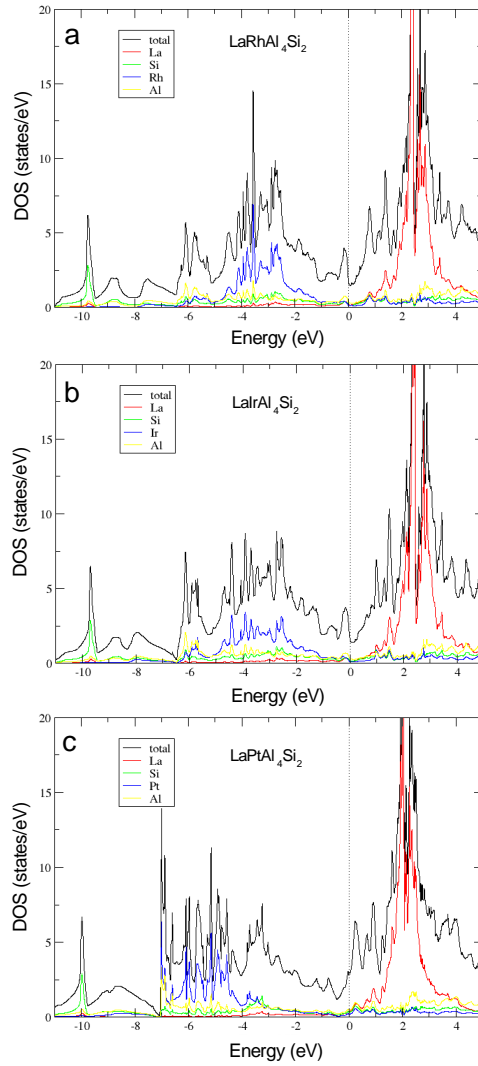 a
LaRhAl4Si2
total
La
Si
Rh
Al
DOS (states/eV)
20
15
10
5
0
-10 -8 -6 -4 -2 0 2 4
Energy (eV)
b
LaIrAl4Si2
total
La
Si
Ir
Al
DOS (states/eV)
20
15
10
5
0
-10 -8 -6 -4 -2 0 2 4
Energy (eV)
c
LaPtAl4Si2
total
La
Si
Pt
Al
DOS (states/eV)
20
15
10
5
0
-10 -8 -6 -4 -2 0 2 4
Energy (eV)